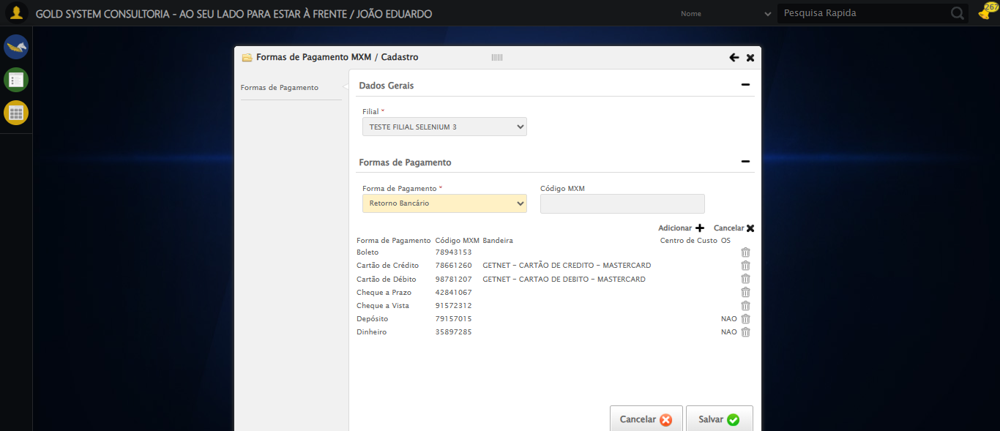 GOLD SYSTEM CONSULTORIA - AO SEU LADO PARA ESTAR À FRENTE / JOÃO EDUARDO
Nome
Pesquisa Rapida
267
Formas de Pagamento MXM / Cadastro
Formas de Pagamento
Dados Gerais
Filial *
TESTE FILIAL SELENIUM 3
Formas de Pagamento
Forma de Pagamento * Código MXM
Retorno Bancário
Adicionar Cancelar
Forma de Pagamento Código MXM Bandeira Centro de Custo OS
Boleto 78943153
Cartão de Crédito 78661260 GETNET - CARTÃO DE CREDITO - MASTERCARD
Cartão de Débito 98781207 GETNET - CARTAO DE DEBITO - MASTERCARD
Cheque a Prazo 42841067
Cheque a Vista 91572312
Depósito 79157015 NAO
Dinheiro 35897285 NAO
Cancelar Salvar